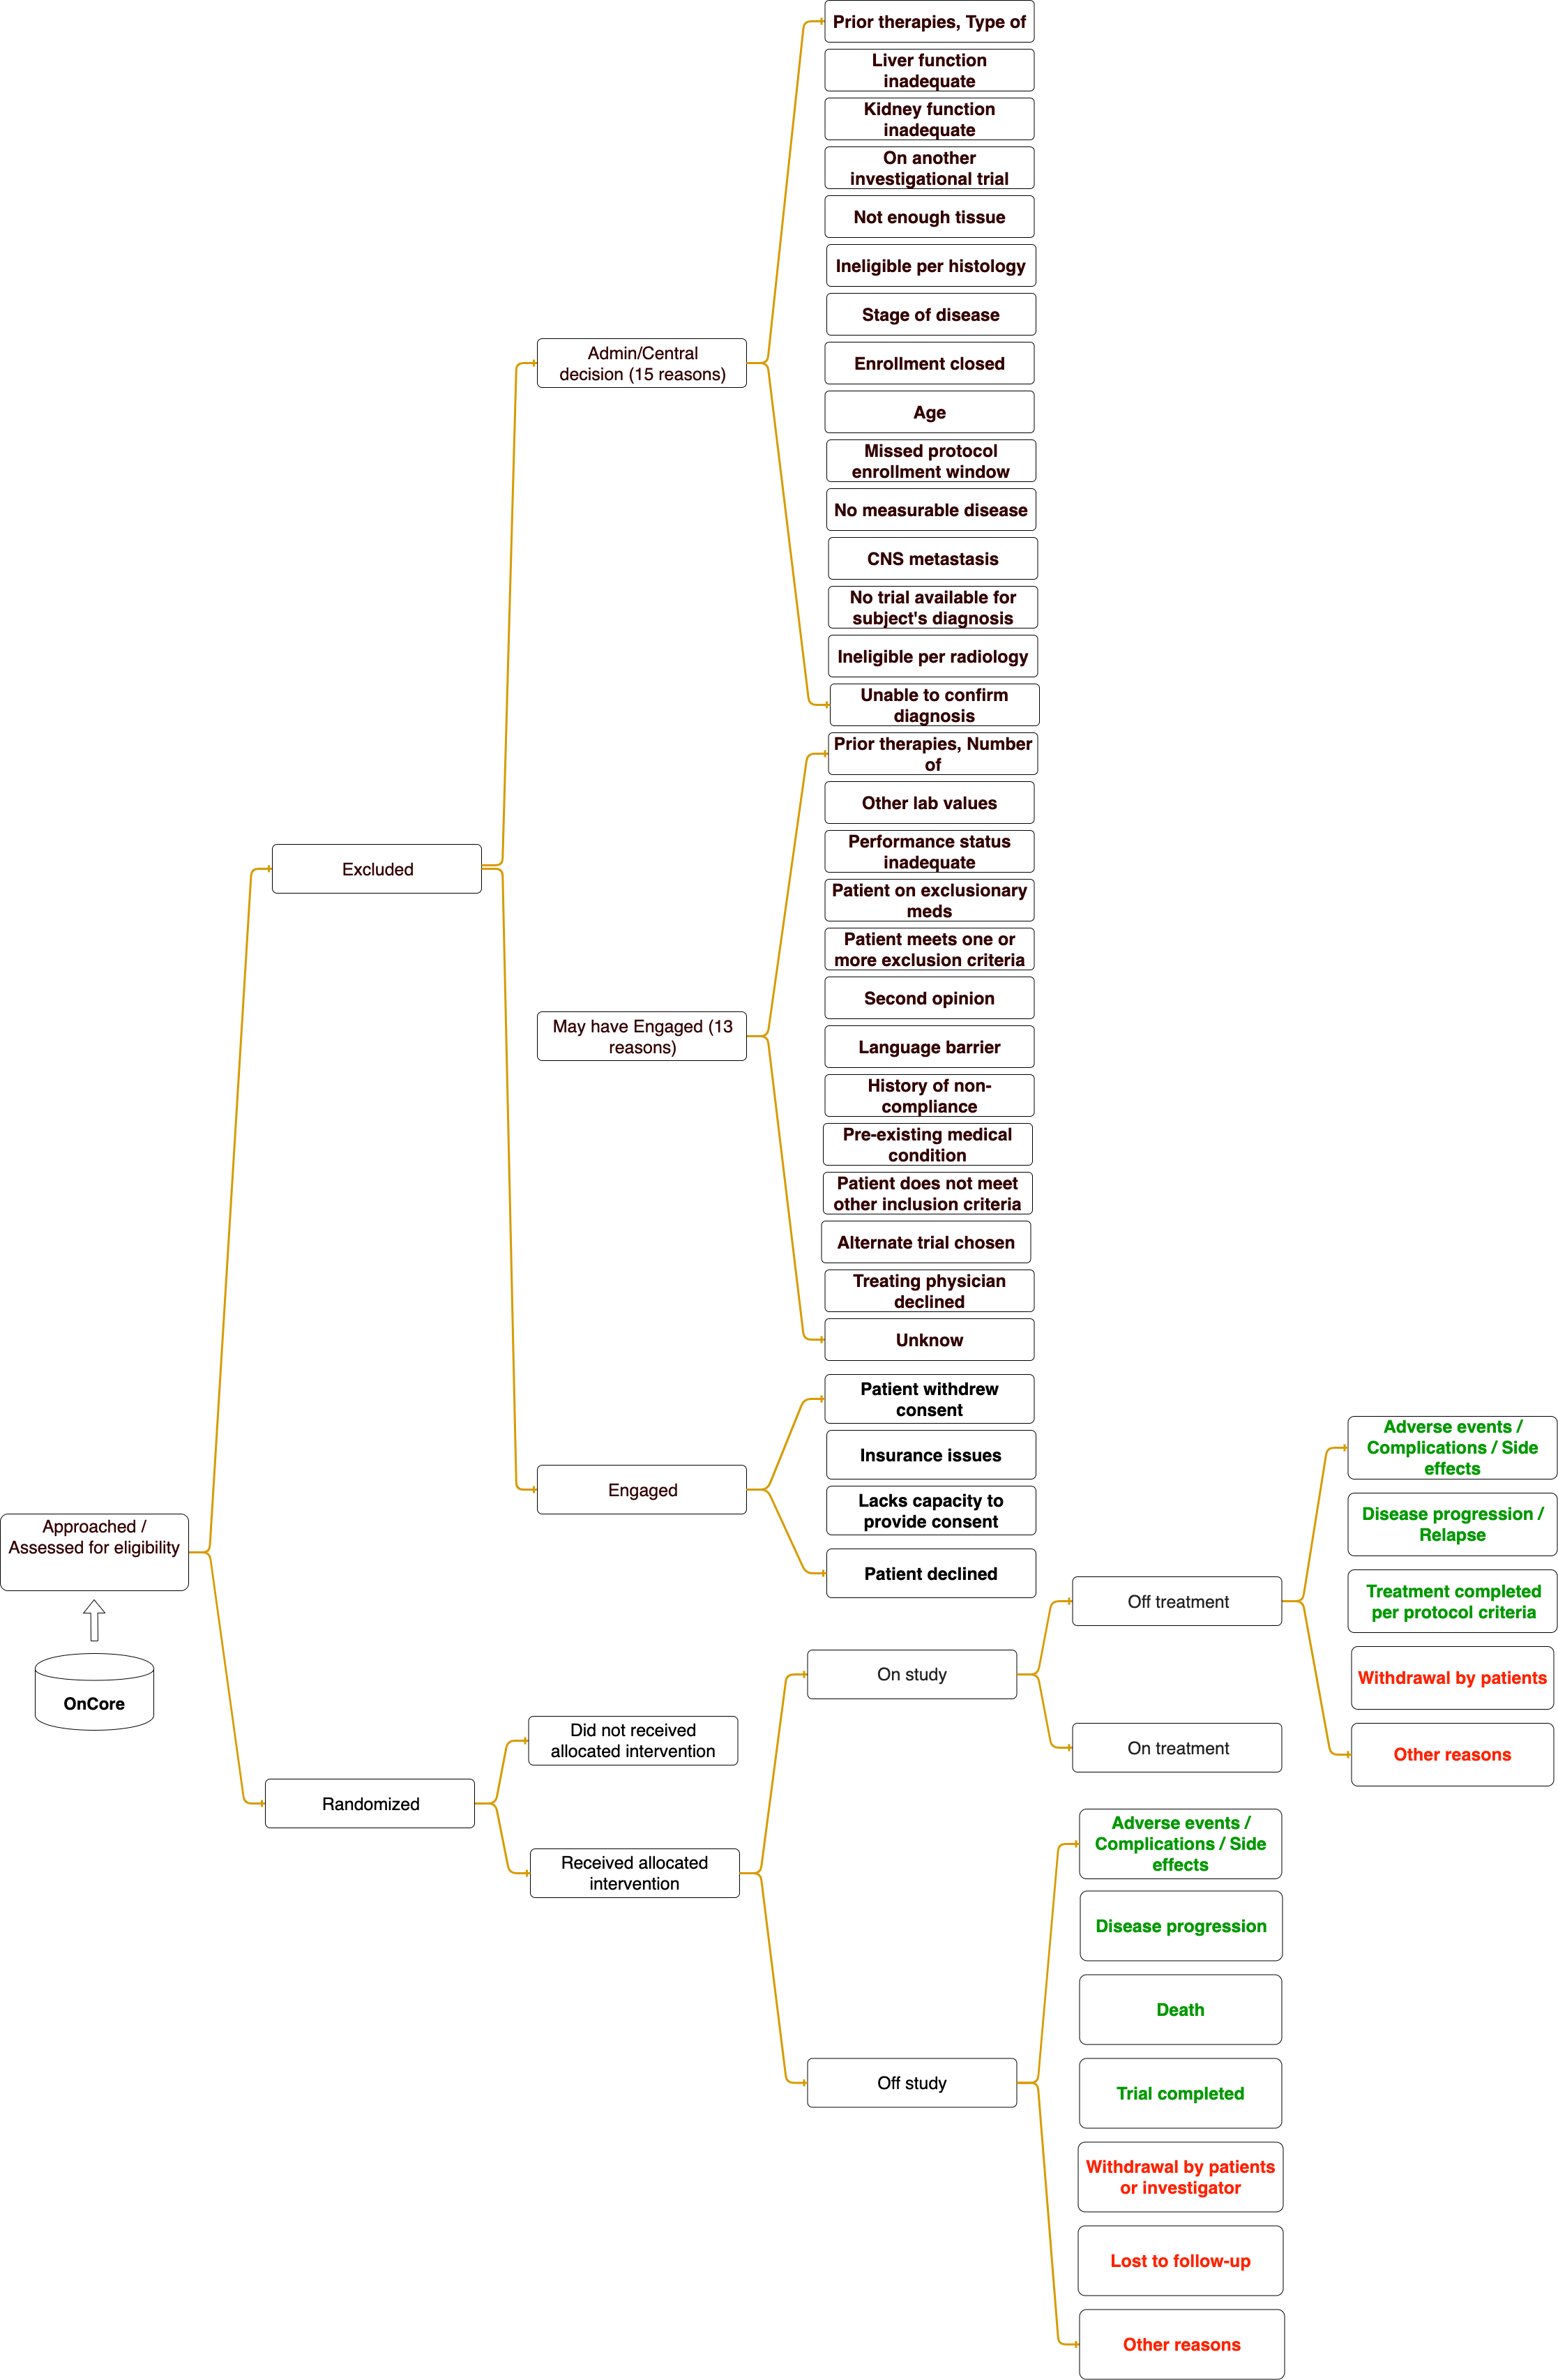 Prior therapies, Type of
Liver function
inadequate
Kidney function
inadequate
On another
investigational trial
Not enough tissue
Ineligible per histology
Stage of disease
Admin/Central
decision (15 reasons)
Enrollment closed
Age
Missed protocol
enrollment window
No measurable disease
CNS metastasis
No trial available for
subject's diagnosis
Ineligible per radiology
Unable to confirm
diagnosis
Prior therapies, Number
of
Other lab values
Performance status
inadequate
Excluded
Patient on exclusionary
meds
Patient meets one or
more exclusion criteria
Second opinion
May have Engaged (13
reasons)
Language barrier
History of non-
compliance
Pre-existing medical
condition
Patient does not meet
other inclusion criteria
Alternate trial chosen
Treating physician
declined
Unknow
Patient withdrew
consent
Insurance issues
Engaged
Lacks capacity to
provide consent
Patient declined
Adverse events /
Complications / Side
effects
Disease progression /
Relapse
Off treatment
Treatment completed
per protocol criteria
Withdrawal by patients
Other reasons
Approached /
Assessed for eligibility
OnCore
On study
On treatment
Did not received
allocated intervention
Randomized
Received allocated
intervention
Adverse events /
Complications / Side
effects
Disease progression
Death
Off study
Trial completed
Withdrawal by patients
or investigator
Lost to follow-up
Other reasons